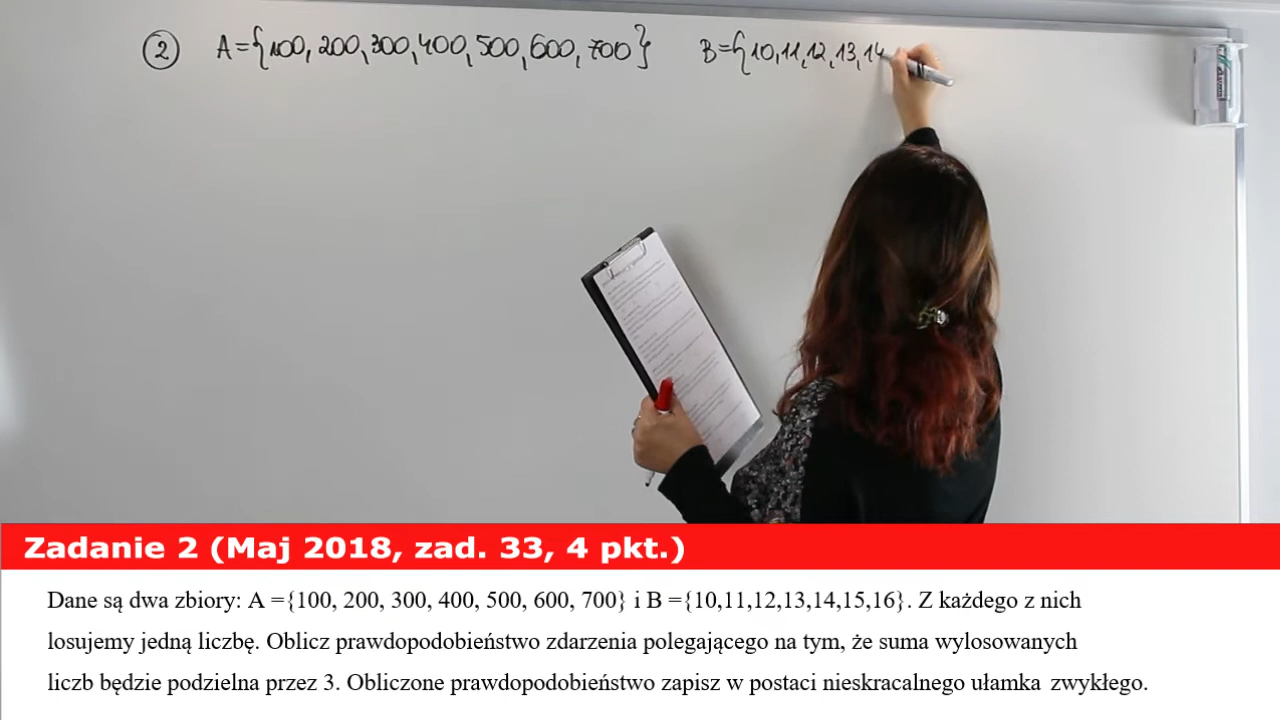 ② A={100, 200, 300, 400, 500, 600, 700} B={10, 11, 12, 13, 14
Zadanie 2 (Maj 2018, zad. 33, 4 pkt.)
Dane są dwa zbiory: A ={100, 200, 300, 400, 500, 600, 700} i B ={10,11,12,13,14,15,16}. Z każdego z nich
losujemy jedną liczbę. Oblicz prawdopodobieństwo zdarzenia polegającego na tym, że suma wylosowanych
liczb będzie podzielna przez 3. Obliczone prawdopodobieństwo zapisz w postaci nieskracalnego ułamka zwykłego.